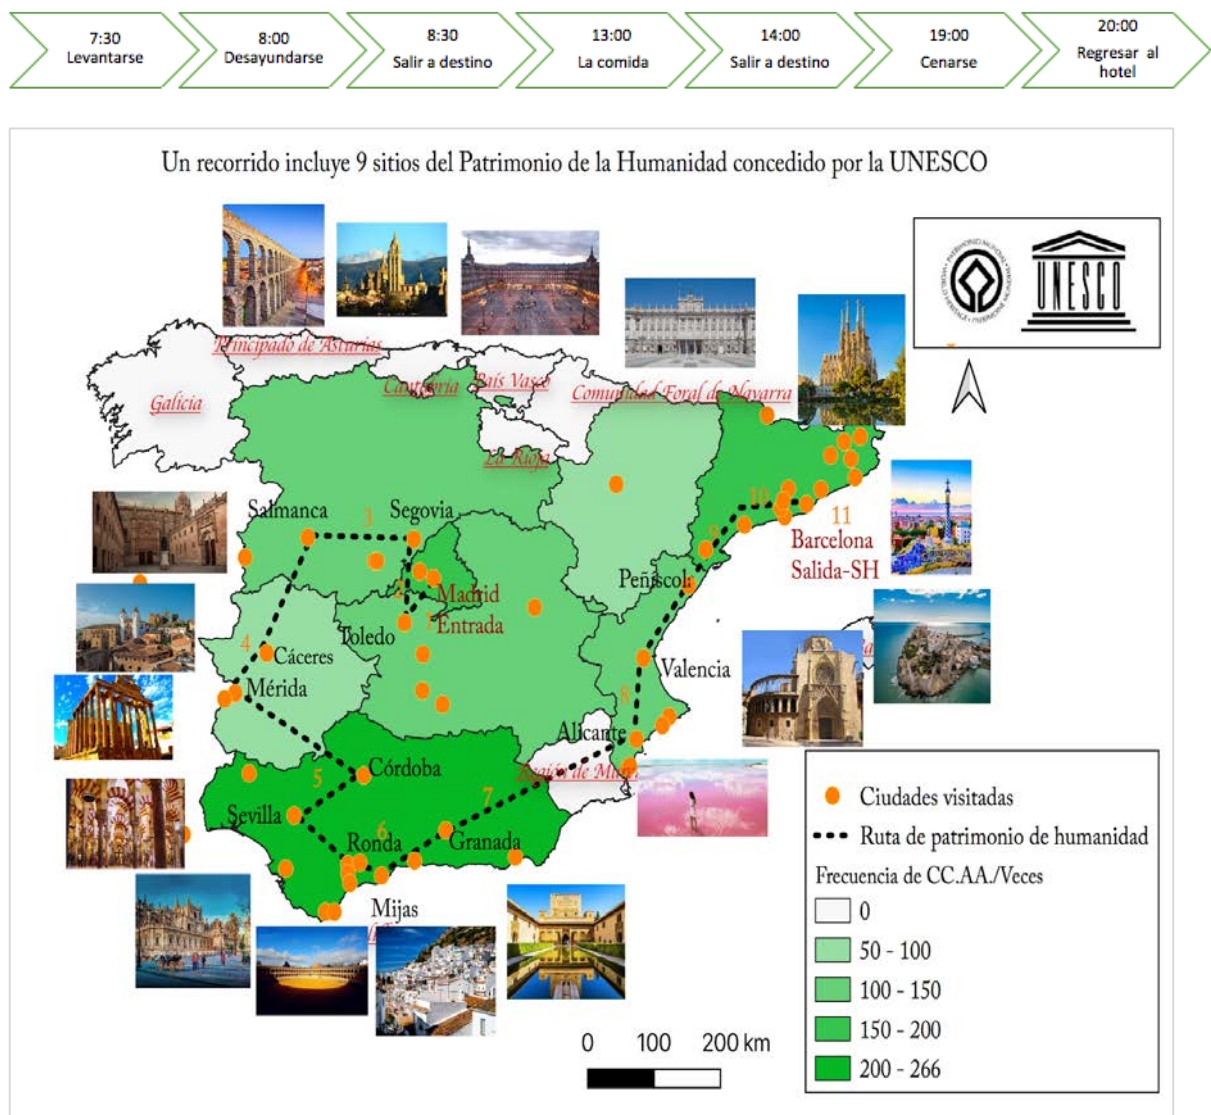 7:30
Levantarse
8:00
Desayundarse
8:30
Salir a destino
13:00
La comida
14:00
Salir a destino
19:00
Cenarse
20:00
Regresar al
hotel
Un recorrido incluye 9 sitios del Patrimonio de la Humanidad concedido por la UNESCO
UNESCO
Principado de Asturias
Cantabria
País Vasco
Comunidad Foral de Navarra
Galicia
La Rioja
Salmanca
3
Segovia
10
11
Barcelona
Salida-SH
9
Peñiscol
2
Madrid
1
Entrada
Toledo
4
Cáceres
Mérida
Valencia
8
Alicante
Región de Mur
5
Córdoba
7
Sevilla
6
Ronda
Granada
Mijas
Ciudades visitadas
Ruta de patrimonio de humanidad
Frecuencia de CC.AA./Veces
0
50 - 100
100 - 150
150 - 200
200 - 266
0 100 200 km